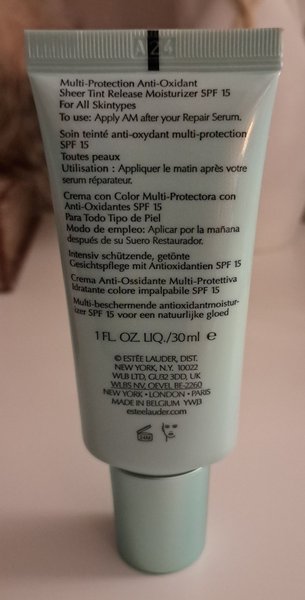 A24
Multi-Protection Anti-Oxidant
Sheer Tint Release Moisturizer SPF 15
For All Skintypes
To use: Apply AM after your Repair Serum.
Soin teinté anti-oxydant multi-protection
SPF 15
Toutes peaux
Utilisation : Appliquer le matin après votre
serum réparateur.
Crema con Color Multi-Protectora con
Anti-Oxidantes SPF 15
Para Todo Tipo de Piel
Modo de empleo: Aplicar por la mañana
después de su Suero Restaurador.
Intensiv schützende, getönte
Gesichtspflege mit Antioxidantien SPF 15
Crema Anti-Ossidante Multi-Protettiva
Idratante colore impalpabile SPF 15
Multi-beschermende antioxidantmoistur-
izer SPF 15 voor een natuurlijke gloed
1 FL. OZ. LIQ./30ml e
© ESTĒE LAUDER, DIST.
NEW YORK, N.Y. 10022
WLB LTD, GU32 3DD, UK
WLBS NV, OEVEL BE-2260
NEW YORK • LONDON • PARIS
MADE IN BELGIUM YWJ3
esteelauder.com
24M